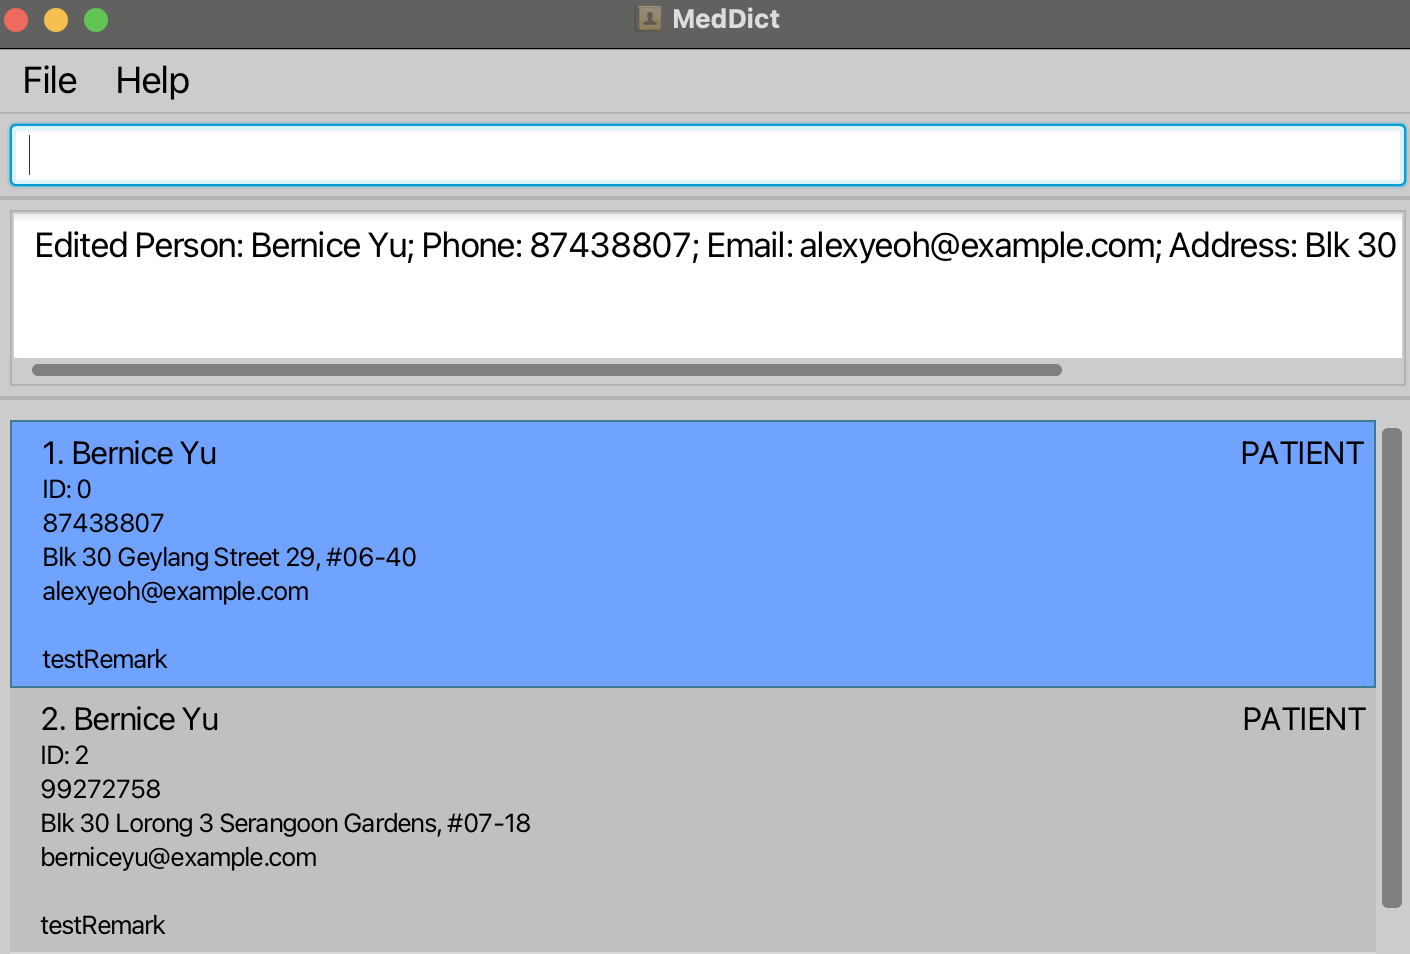 MedDict
File Help
Edited Person: Bernice Yu; Phone: 87438807; Email: alexyeoh@example.com; Address: Blk 30
1. Bernice Yu PATIENT
ID: 0
87438807
Blk 30 Geylang Street 29, #06-40
alexyeoh@example.com
testRemark
2. Bernice Yu PATIENT
ID: 2
99272758
Blk 30 Lorong 3 Serangoon Gardens, #07-18
berniceyu@example.com
testRemark